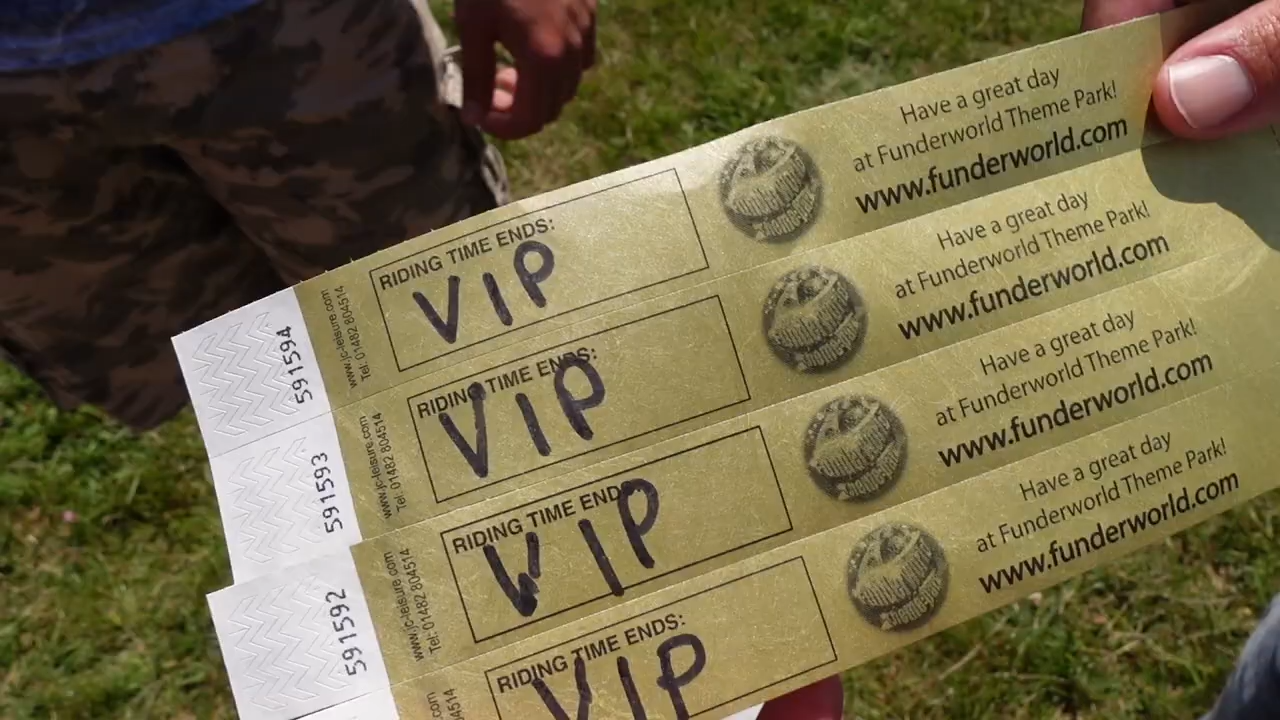 591594
www.jc-leisure.com
Tel: 01482 804514
RIDING TIME ENDS:
VIP
Have a great day
at Funderworld Theme Park!
www.funderworld.com
591593
www.jc-leisure.com
Tel: 01482 804514
RIDING TIME ENDS:
VIP
Have a great day
at Funderworld Theme Park!
www.funderworld.com
591592
www.jc-leisure.com
Tel: 01482 804514
RIDING TIME END
VIP
Have a great day
at Funderworld Theme Park!
www.funderworld.com
804514
RIDING TIME ENDS:
VIP
Have a great day
at Funderworld Theme Park!
www.funderworld.com